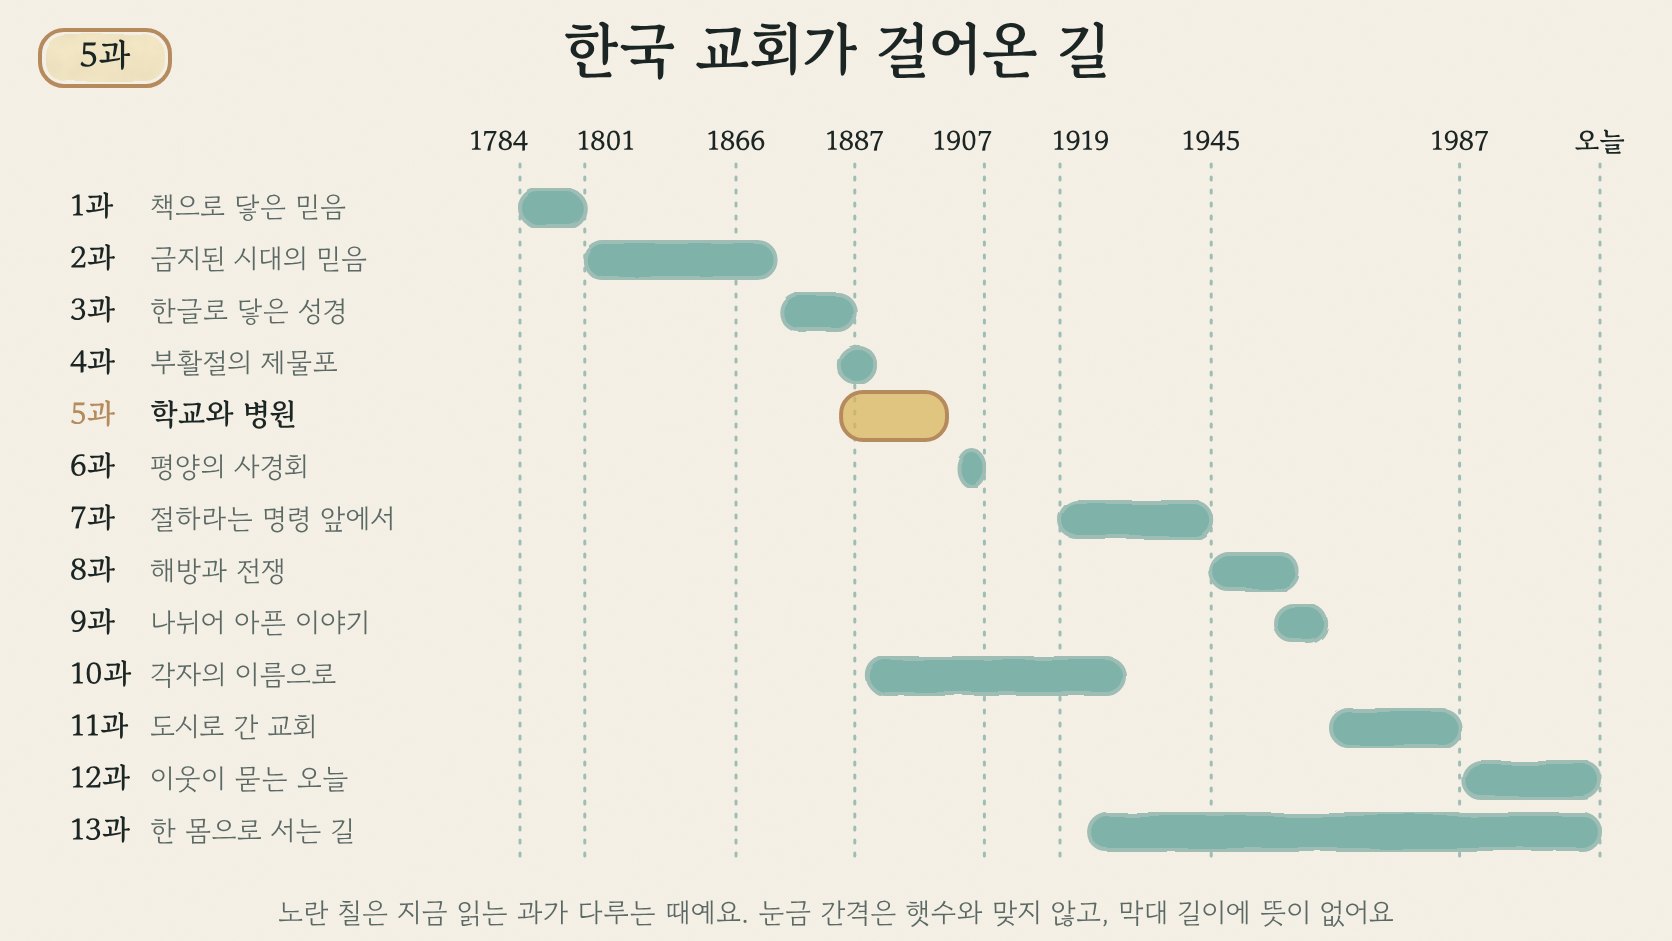 5과
한국 교회가 걸어온 길
1784 1801 1866 1887 1907 1919 1945 1987 오늘
1과 책으로 닿은 믿음
2과 금지된 시대의 믿음
3과 한글로 닿은 성경
4과 부활절의 제물포
5과 학교와 병원
6과 평양의 사경회
7과 절하라는 명령 앞에서
8과 해방과 전쟁
9과 나뉘어 아픈 이야기
10과 각자의 이름으로
11과 도시로 간 교회
12과 이웃이 묻는 오늘
13과 한 몸으로 서는 길
노란 칠은 지금 읽는 과가 다루는 때예요. 눈금 간격은 햇수와 맞지 않고, 막대 길이에 뜻이 없어요